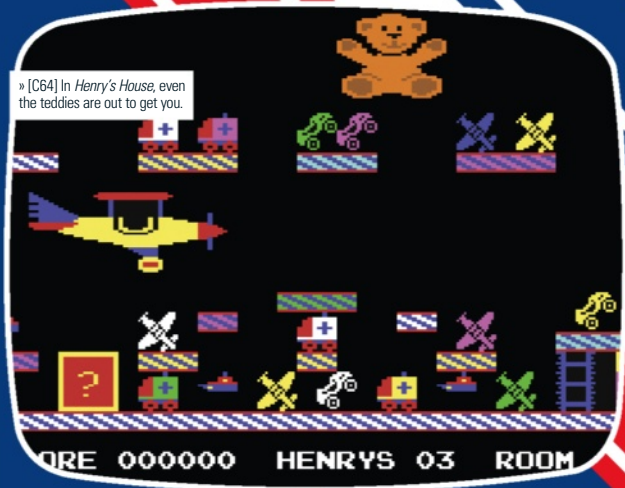 » [C64] In Henry's House, even
the teddies are out to get you.
?
ORE 000000 HENRYS 03 ROOM